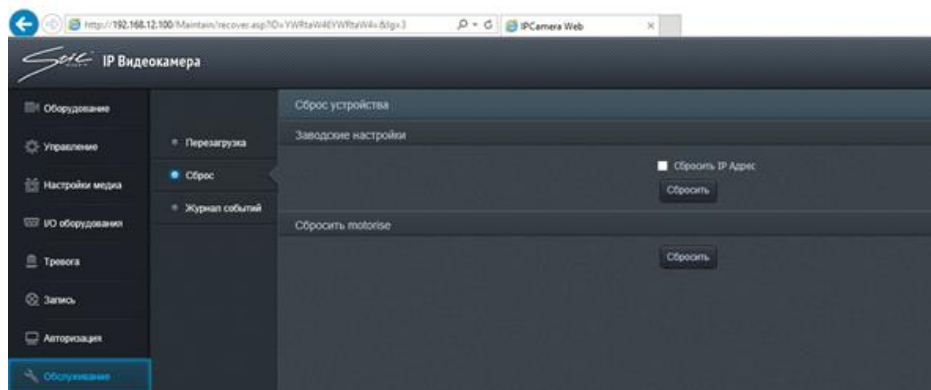 http://192.168.12.100/Maintain/recover.asp?ID=YWRtaW46YWRtaW4=&lg=3
IPCamera Web
IP Видеокамера
Оборудование
Управление
Настройки медиа
I/O оборудования
Тревога
Запись
Авторизация
Обслуживание
Перезагрузка
Сброс
Журнал событий
Сброс устройства
Заводские настройки
Сбросить IP Адрес
Сбросить
Сбросить motorise
Сбросить